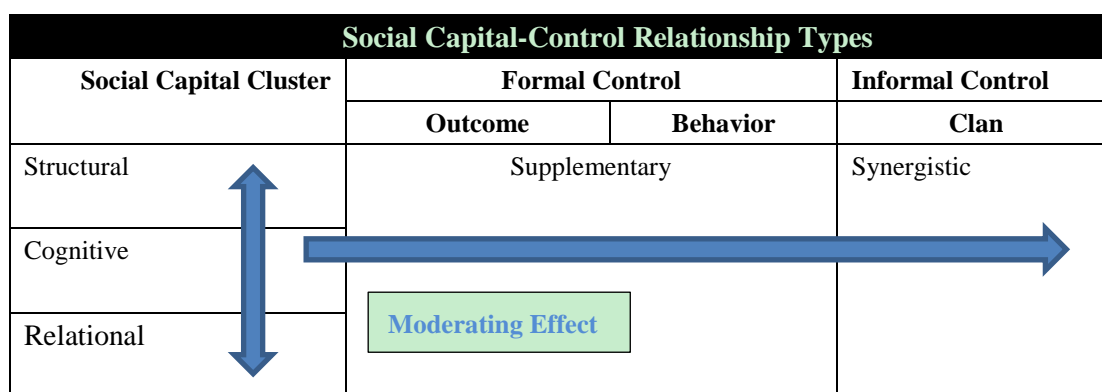 Social Capital-Control Relationship Types
Social Capital Cluster Formal Control Informal Control
Outcome Behavior Clan
Structural Supplementary Synergistic
Cognitive
Moderating Effect
Relational